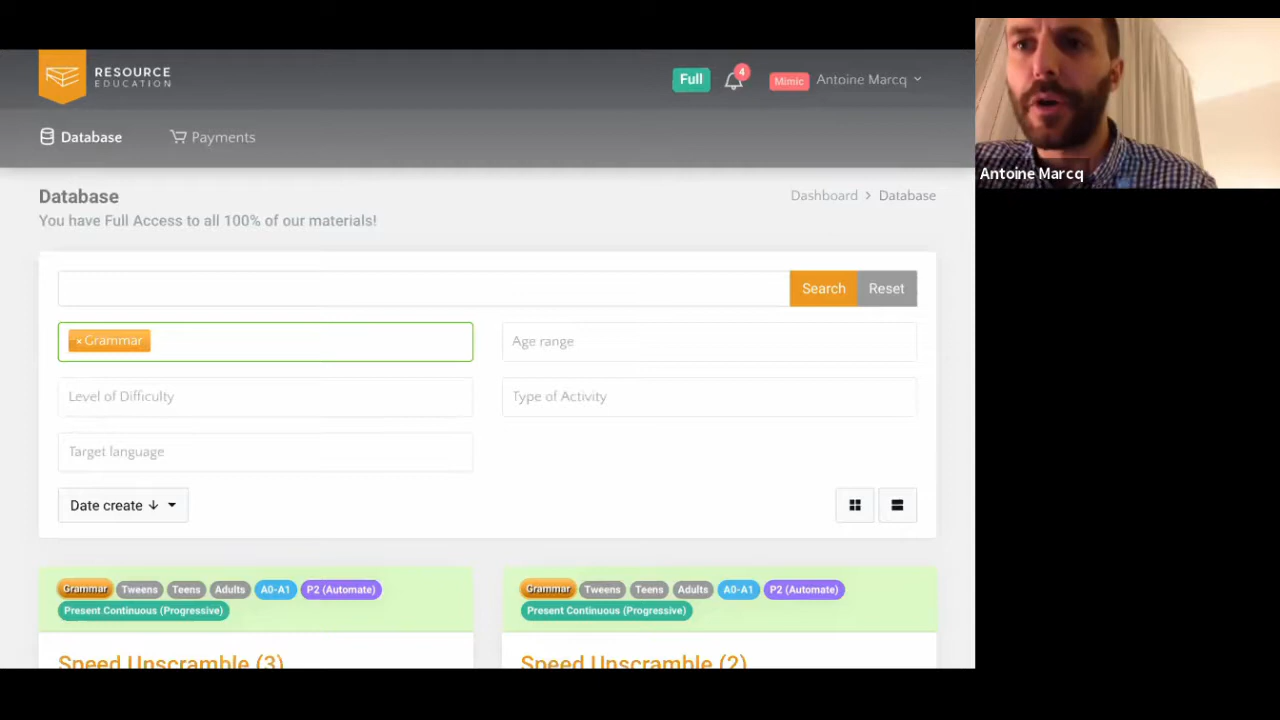 RESOURCE
EDUCATION
Full
4
Mimic
Antoine Marcq
Database
Payments
Antoine Marcq
Database
Dashboard > Database
You have Full Access to all 100% of our materials!
Search
Reset
× Grammar
Age range
Level of Difficulty
Type of Activity
Target language
Date create ↓
Grammar Tweens Teens Adults A0-A1 P2 (Automate)
Present Continuous (Progressive)
Speed Unscramble (3)
Grammar Tweens Teens Adults A0-A1 P2 (Automate)
Present Continuous (Progressive)
Speed Unscramble (2)